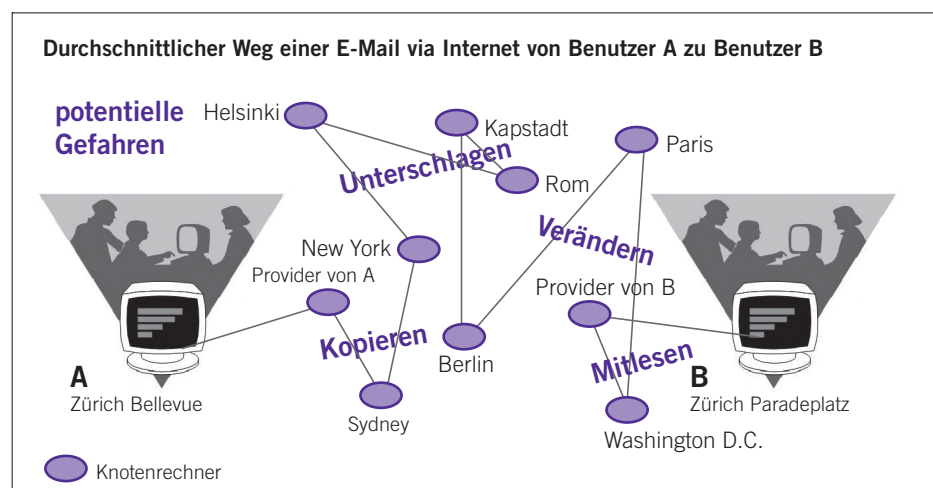 Durchschnittlicher Weg einer E-Mail via Internet von Benutzer A zu Benutzer B
potentielle
Gefahren
Helsinki
Kapstadt
Paris
Unterschlagen
Rom
Verändern
New York
Provider von A
Provider von B
Kopieren
Berlin
Mitlesen
A
Zürich Bellevue
B
Zürich Paradeplatz
Sydney
Washington D.C.
Knotenrechner